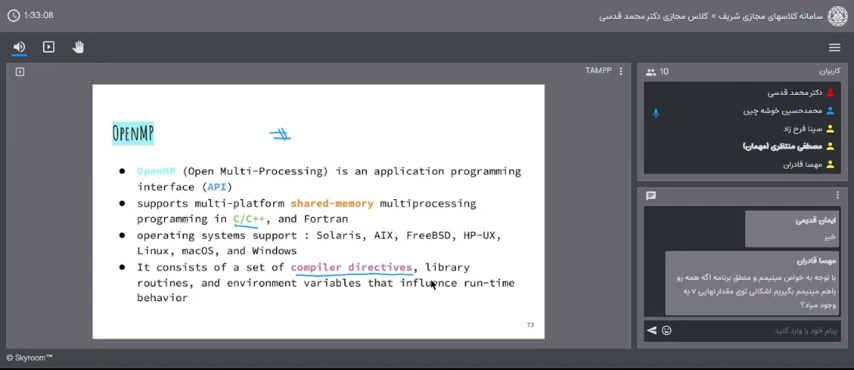 1:33:08
سامانه کلاسهای مجازی شریف » کلاس مجازی دکتر محمد قدسی
TAMPP
OpenMP
OpenMP (Open Multi-Processing) is an application programming
interface (API)
supports multi-platform shared-memory multiprocessing
programming in C/C++, and Fortran
operating systems support : Solaris, AIX, FreeBSD, HP-UX,
Linux, macOS, and Windows
It consists of a set of compiler directives, library
routines, and environment variables that influence run-time
behavior
73
کاربران
10
دکتر محمد قدسی
محمدحسین خوشه چین
سینا فرح زاد
مصطفی منتظری (مهمان)
مهسا قادران
ایمان قدیمی
خیر
مهسا قادران
با توجه به خواص مینیمم و منطق برنامه اگه همه رو
باهم مینیمم بگیریم اشکالی توی مقدار نهایی ۷ به
وجود میاد؟
پیام خود را وارد کنید
© Skyroom™